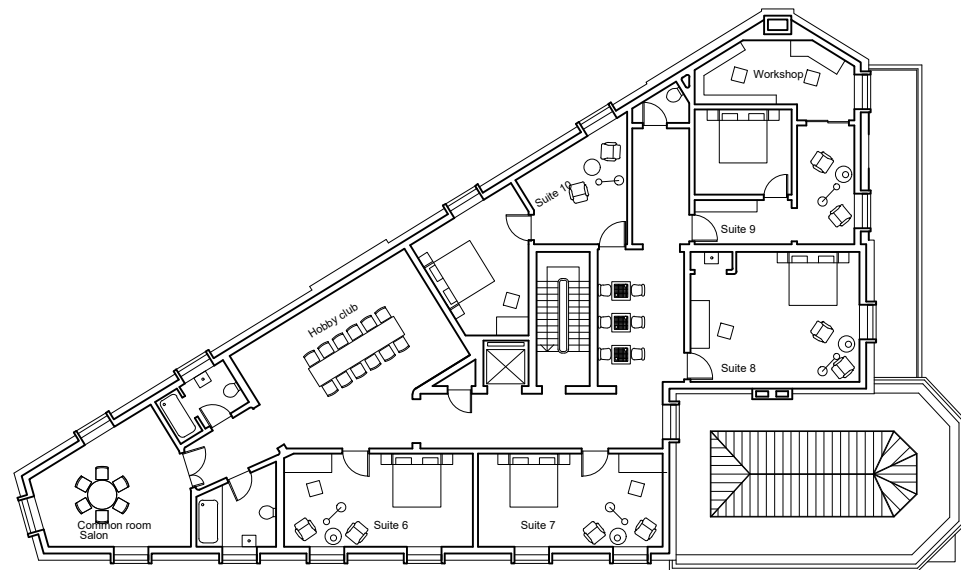 Workshop
Suite 10
Suite 9
Hobby club
Suite 8
Common room
Salon
Suite 6
Suite 7